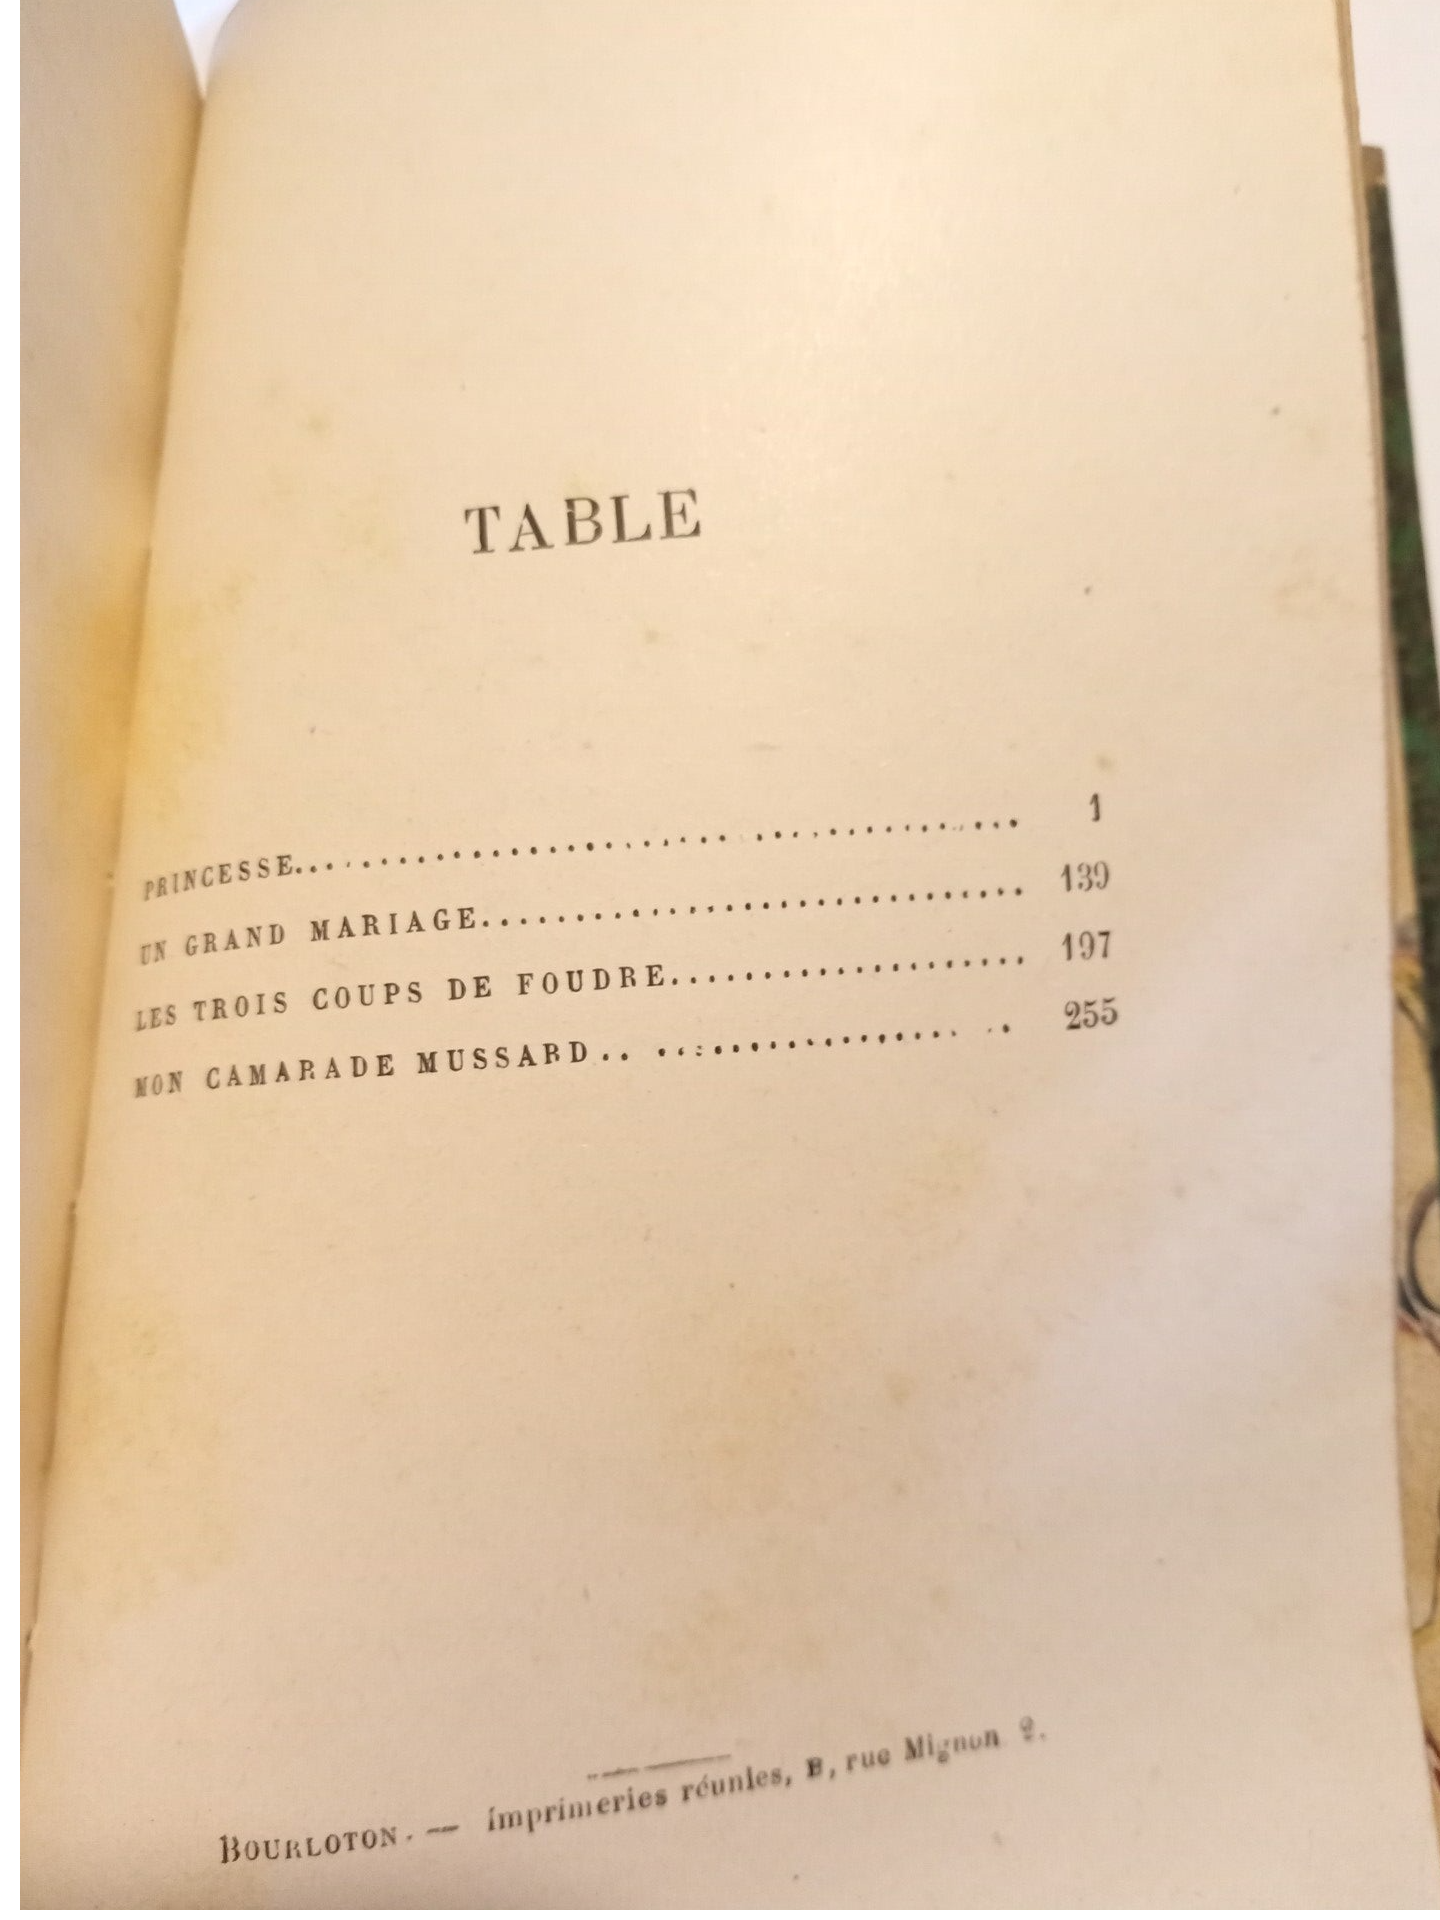 TABLE
PRINCESSE........................................ 1
UN GRAND MARIAGE.............................. 139
LES TROIS COUPS DE FOUDRE.................... 197
MON CAMARADE MUSSARD.. .................. .. 255
BOURLOTON. — Imprimeries réunies, B, rue Mignon 2.